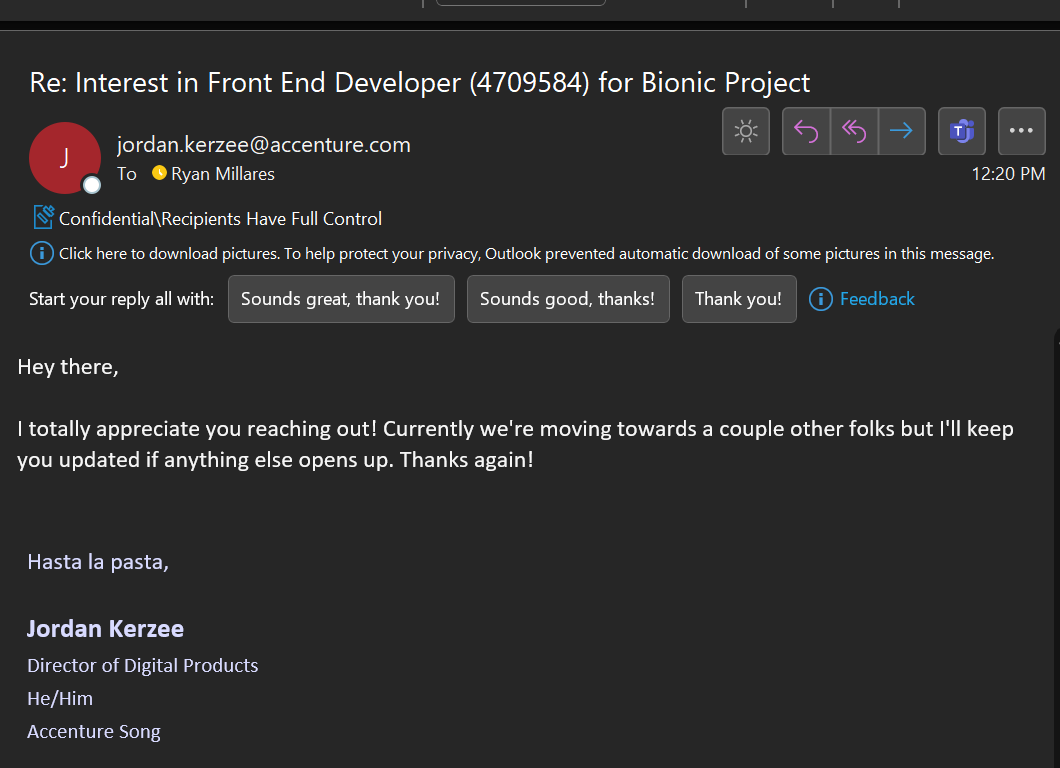 Re: Interest in Front End Developer (4709584) for Bionic Project
J
jordan.kerzee@accenture.com
To Ryan Millares
T
12:20 PM
Confidential\Recipients Have Full Control
Click here to download pictures. To help protect your privacy, Outlook prevented automatic download of some pictures in this message.
Start your reply all with: Sounds great, thank you! Sounds good, thanks! Thank you! Feedback
Hey there,
I totally appreciate you reaching out! Currently we're moving towards a couple other folks but I'll keep
you updated if anything else opens up. Thanks again!
Hasta la pasta,
Jordan Kerzee
Director of Digital Products
He/Him
Accenture Song